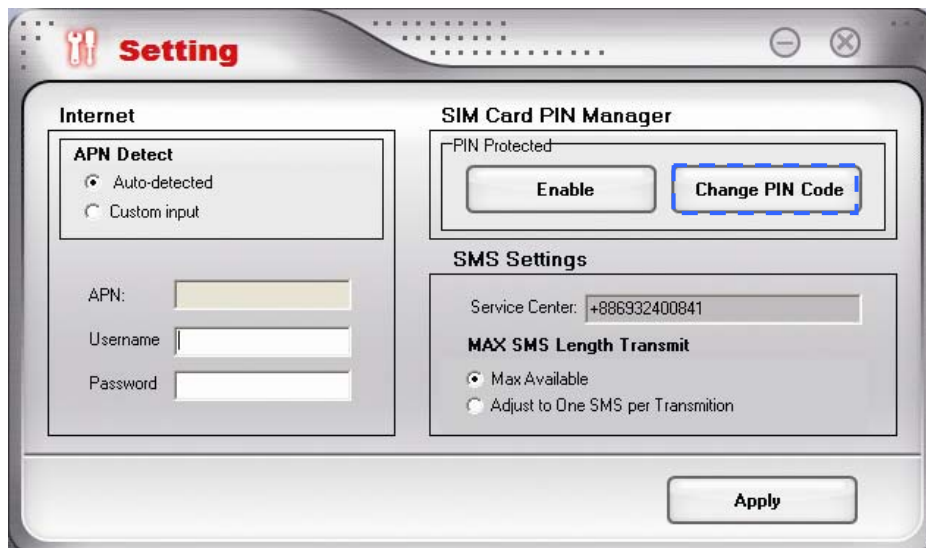 Setting
Internet
APN Detect
Auto-detected
Custom input
APN:
Username
Password
SIM Card PIN Manager
PIN Protected
Enable
Change PIN Code
SMS Settings
Service Center: +886932400841
MAX SMS Length Transmit
Max Available
Adjust to One SMS per Transmition
Apply